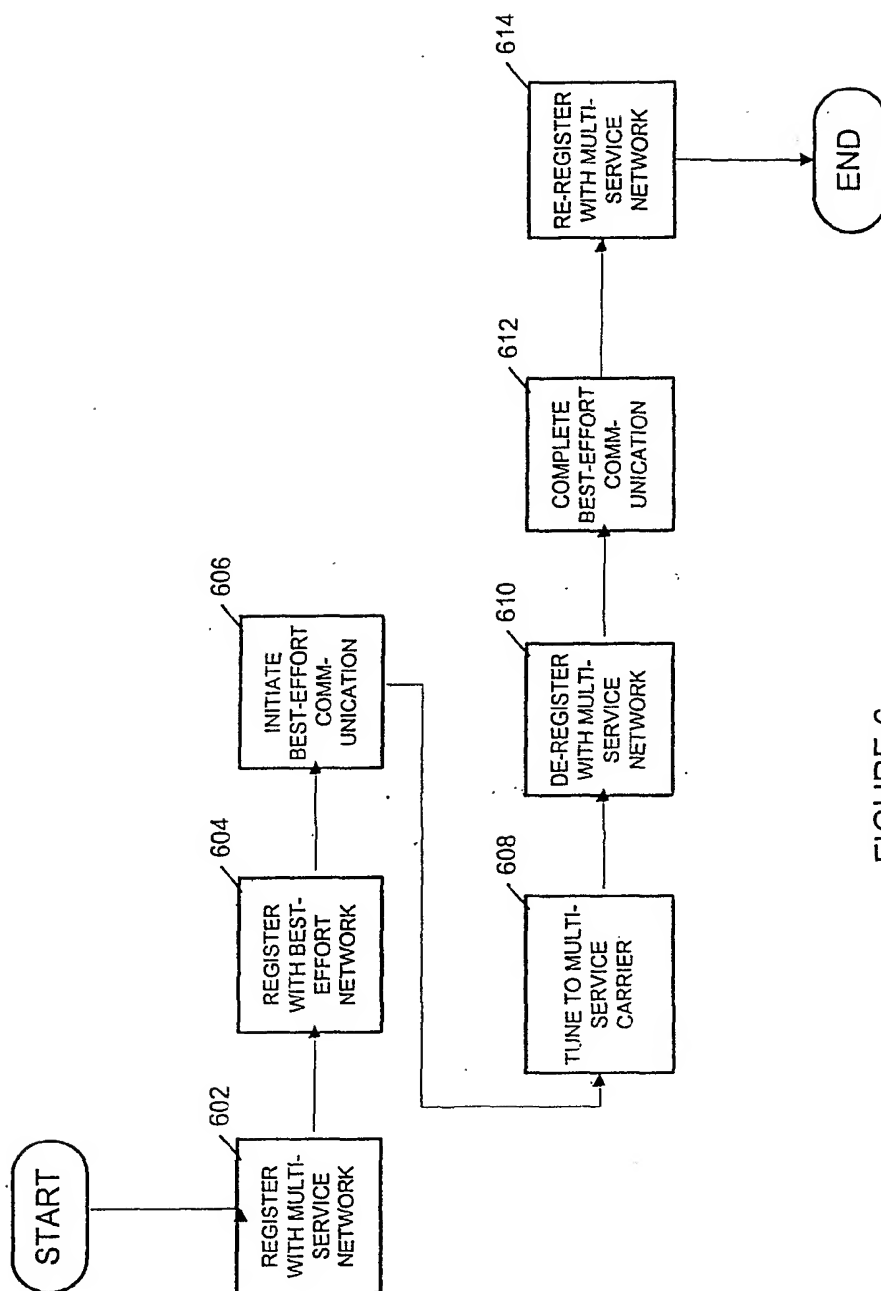 START
602
REGISTER
WITH MULTI-
SERVICE
NETWORK
604
REGISTER
WITH BEST-
EFFORT
NETWORK
606
INITIATE
BEST-EFFORT
COMM-
UNICATION
608
TUNE TO MULTI-
SERVICE
CARRIER
610
DE-REGISTER
WITH MULTI-
SERVICE
NETWORK
612
COMPLETE
BEST-EFFORT
COMM-
UNICATION
614
RE-REGISTER
WITH MULTI-
SERVICE
NETWORK
END